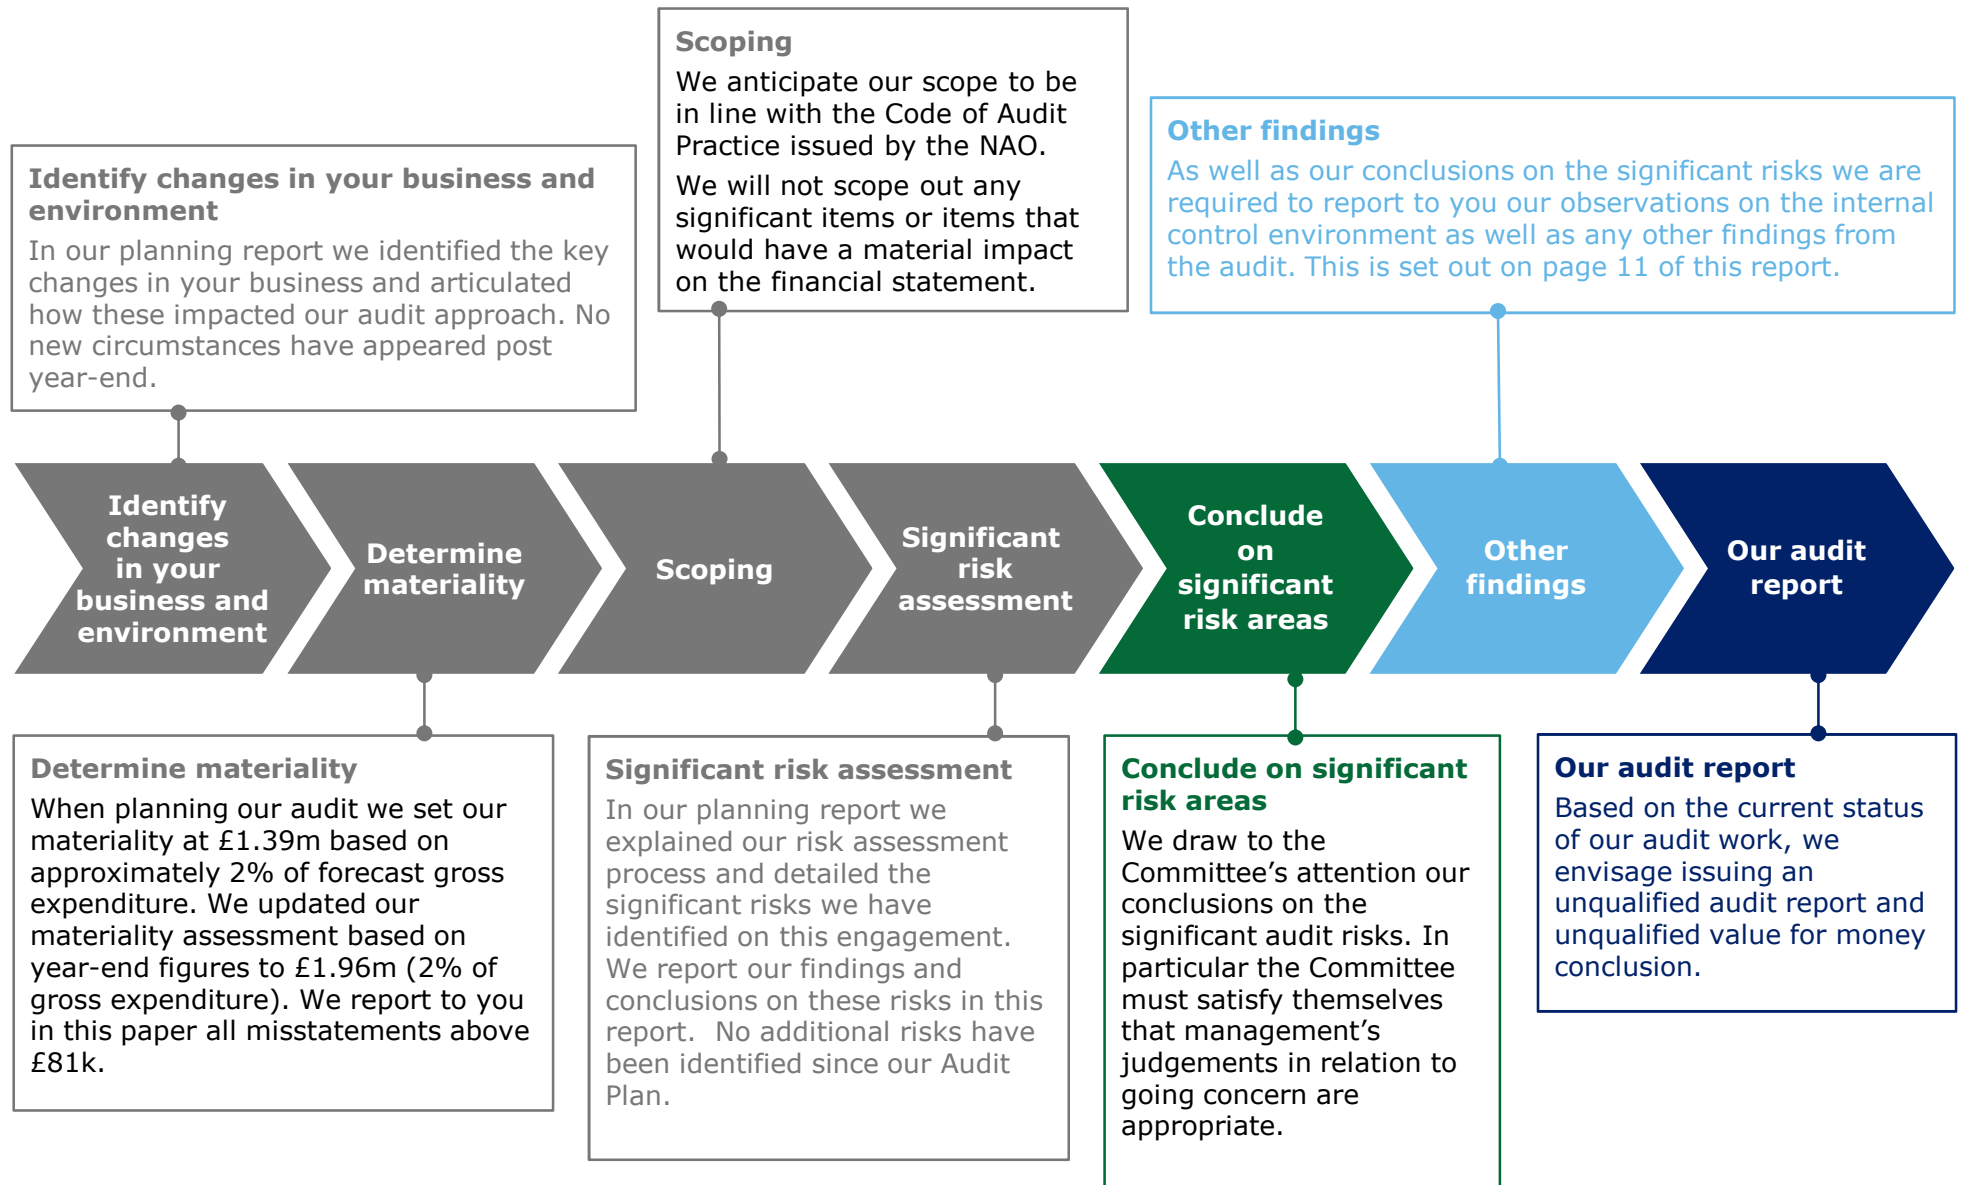 Scoping
We anticipate our scope to be
in line with the Code of Audit
Practice issued by the NAO.
We will not scope out any
significant items or items that
would have a material impact
on the financial statement.
Other findings
As well as our conclusions on the significant risks we are
required to report to you our observations on the internal
control environment as well as any other findings from
the audit. This is set out on page 11 of this report.
Identify changes in your business and
environment
In our planning report we identified the key
changes in your business and articulated
how these impacted our audit approach. No
new circumstances have appeared post
year-end.
Identify
changes
in your
business and
environment
Determine
materiality
Scoping
Significant
risk
assessment
Conclude
on
significant
risk areas
Other
findings
Our audit
report
Determine materiality
When planning our audit we set our
materiality at £1.39m based on
approximately 2% of forecast gross
expenditure. We updated our
materiality assessment based on
year-end figures to £1.96m (2% of
gross expenditure). We report to you
in this paper all misstatements above
£81k.
Significant risk assessment
In our planning report we
explained our risk assessment
process and detailed the
significant risks we have
identified on this engagement.
We report our findings and
conclusions on these risks in this
report.  No additional risks have
been identified since our Audit
Plan.
Conclude on significant
risk areas
We draw to the
Committee’s attention our
conclusions on the
significant audit risks. In
particular the Committee
must satisfy themselves
that management’s
judgements in relation to
going concern are
appropriate.
Our audit report
Based on the current status
of our audit work, we
envisage issuing an
unqualified audit report and
unqualified value for money
conclusion.